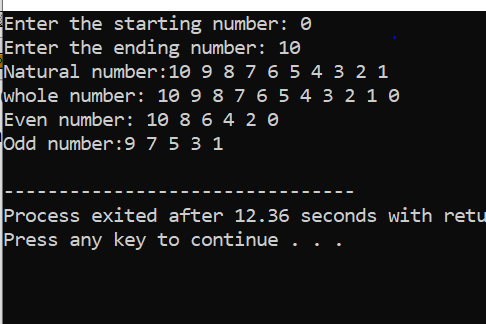 Enter the starting number: 0
Enter the ending number: 10
Natural number:10 9 8 7 6 5 4 3 2 1
whole number: 10 9 8 7 6 5 4 3 2 1 0
Even number: 10 8 6 4 2 0
Odd number:9 7 5 3 1
--------------------------------
Process exited after 12.36 seconds with retu
Press any key to continue . . .